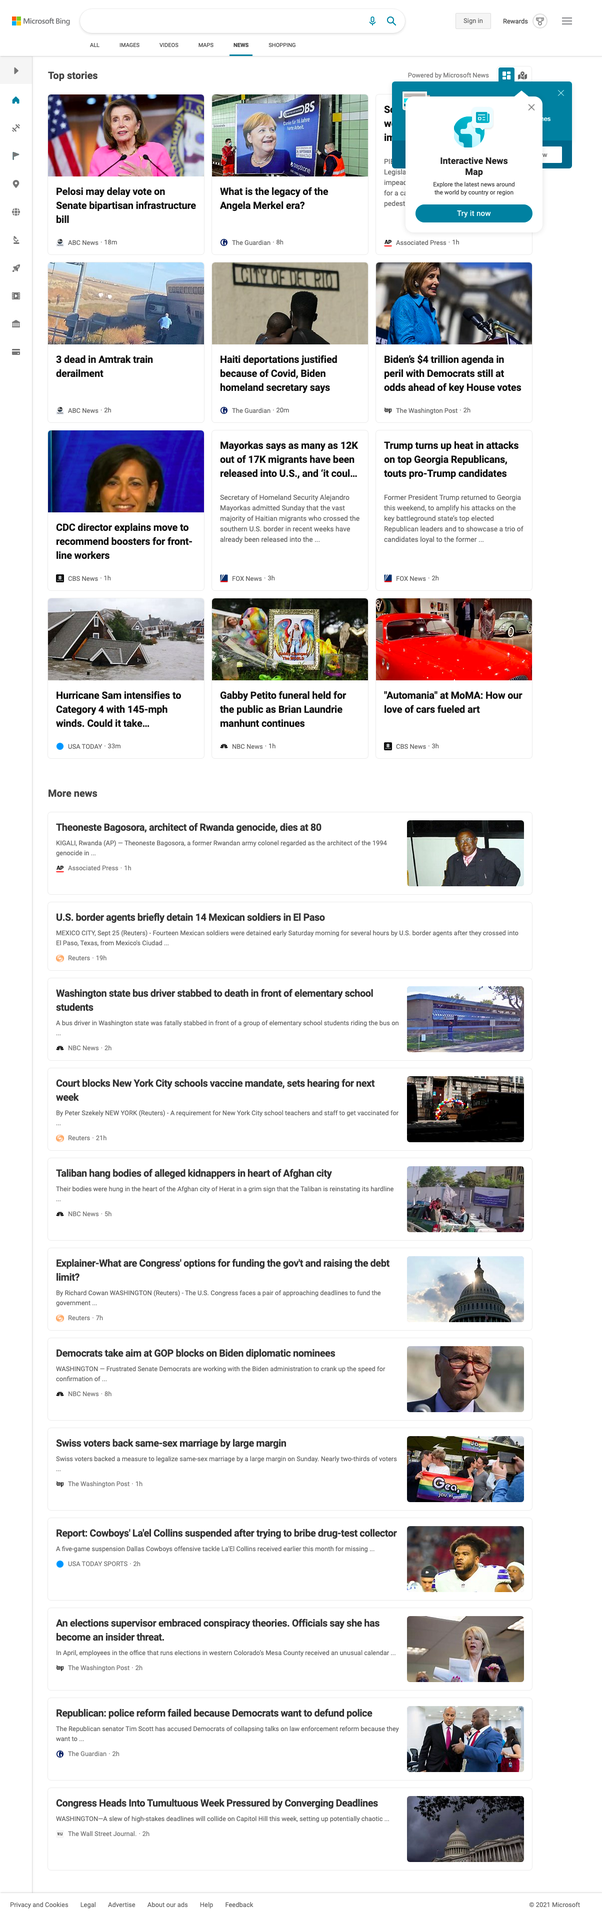 Microsoft Bing
Sign in
Rewards
ALL
IMAGES
VIDEOS
MAPS
NEWS
SHOPPING
Top stories
Powered by Microsoft News
Interactive News
Map
Explore the latest news around
the world by country or region
Try it now
Pelosi may delay vote on
Senate bipartisan infrastructure
bill
ABC News · 18m
What is the legacy of the
Angela Merkel era?
The Guardian · 8h
Associated Press · 1h
CITY OF DEL RIO
3 dead in Amtrak train
derailment
ABC News · 2h
Haiti deportations justified
because of Covid, Biden
homeland secretary says
The Guardian · 20m
Biden's $4 trillion agenda in
peril with Democrats still at
odds ahead of key House votes
The Washington Post · 2h
CDC director explains move to
recommend boosters for front-
line workers
CBS News · 1h
Mayorkas says as many as 12K
out of 17K migrants have been
released into U.S., and 'it coul...
Secretary of Homeland Security Alejandro
Mayorkas admitted Sunday that the vast
majority of Haitian migrants who crossed the
southern U.S. border in recent weeks have
already been released into the ...
FOX News · 3h
Trump turns up heat in attacks
on top Georgia Republicans,
touts pro-Trump candidates
Former President Trump returned to Georgia
this weekend, to amplify his attacks on the
key battleground state's top elected
Republican leaders and to showcase a trio of
candidates loyal to the former ...
FOX News · 2h
Hurricane Sam intensifies to
Category 4 with 145-mph
winds. Could it take...
USA TODAY · 33m
Gabby Petito funeral held for
the public as Brian Laundrie
manhunt continues
NBC News · 1h
"Automania" at MoMA: How our
love of cars fueled art
CBS News · 3h
More news
Theoneste Bagosora, architect of Rwanda genocide, dies at 80
KIGALI, Rwanda (AP) — Theoneste Bagosora, a former Rwandan army colonel regarded as the architect of the 1994
genocide in ...
AP Associated Press · 1h
U.S. border agents briefly detain 14 Mexican soldiers in El Paso
MEXICO CITY, Sept 25 (Reuters) - Fourteen Mexican soldiers were detained early Saturday morning for several hours by U.S. border agents after they crossed into
El Paso, Texas, from Mexico's Ciudad ...
Reuters · 19h
Washington state bus driver stabbed to death in front of elementary school
students
A bus driver in Washington state was fatally stabbed in front of a group of elementary school students riding the bus on
...
NBC News · 2h
Court blocks New York City schools vaccine mandate, sets hearing for next
week
By Peter Szekely NEW YORK (Reuters) - A requirement for New York City school teachers and staff to get vaccinated for
...
Reuters · 21h
Taliban hang bodies of alleged kidnappers in heart of Afghan city
Their bodies were hung in the heart of the Afghan city of Herat in a grim sign that the Taliban is reinstating its hardline
...
NBC News · 5h
Explainer-What are Congress' options for funding the gov't and raising the debt
limit?
By Richard Cowan WASHINGTON (Reuters) - The U.S. Congress faces a pair of approaching deadlines to fund the
government ...
Reuters · 7h
Democrats take aim at GOP blocks on Biden diplomatic nominees
WASHINGTON — Frustrated Senate Democrats are working with the Biden administration to crank up the speed for
confirmation of ...
NBC News · 8h
Swiss voters back same-sex marriage by large margin
Swiss voters backed a measure to legalize same-sex marriage by a large margin on Sunday. Nearly two-thirds of voters
...
The Washington Post · 1h
Report: Cowboys' La'el Collins suspended after trying to bribe drug-test collector
A five-game suspension Dallas Cowboys offensive tackle La'El Collins received earlier this month for missing ...
USA TODAY SPORTS · 2h
An elections supervisor embraced conspiracy theories. Officials say she has
become an insider threat.
In April, employees in the office that runs elections in western Colorado's Mesa County received an unusual calendar ...
The Washington Post · 2h
Republican: police reform failed because Democrats want to defund police
The Republican senator Tim Scott has accused Democrats of collapsing talks on law enforcement reform because they
want to ...
The Guardian · 2h
Congress Heads Into Tumultuous Week Pressured by Converging Deadlines
WASHINGTON—A slew of high-stakes deadlines will collide on Capitol Hill this week, setting up potentially chaotic ...
The Wall Street Journal. · 2h
Privacy and Cookies
Legal
Advertise
About our ads
Help
Feedback
© 2021 Microsoft